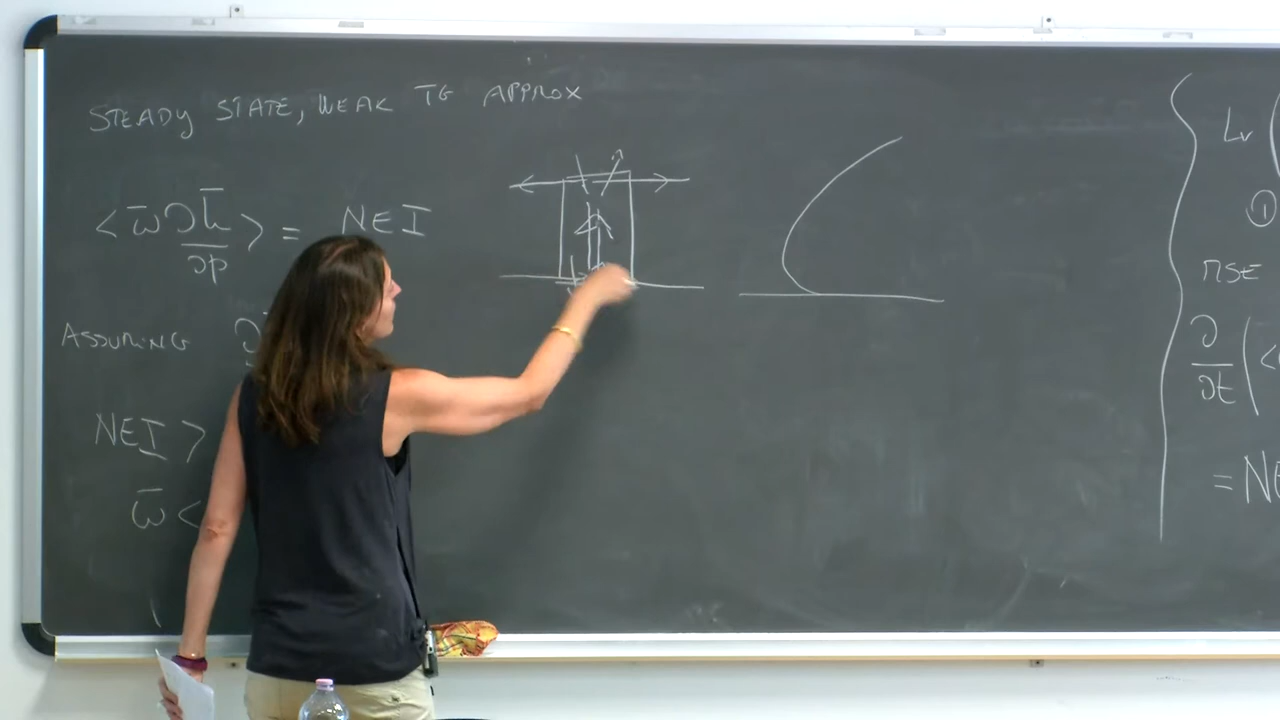 STEADY STATE, WEAK TG APPROX
< ω̄ ∂h̄/∂p > = NEI
ASSUMING ∂
NEI >
ω̄ <
Lv (
①
MSE
∂/∂t ( <
= NE